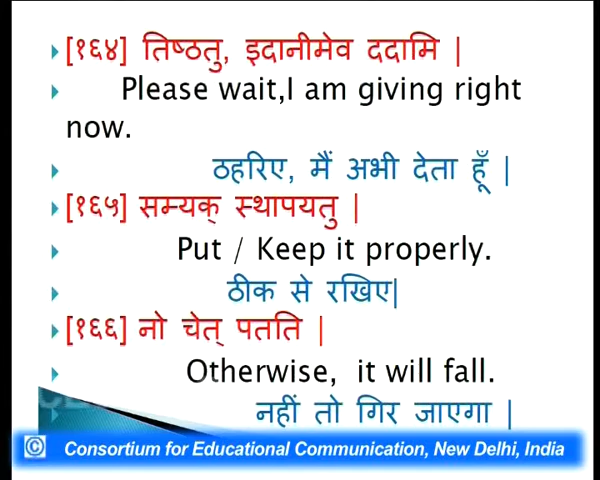 [१६४] तिष्ठतु, इदानीमेव ददामि |
Please wait,I am giving right
now.
ठहरिए, मैं अभी देता हूँ |
[१६५] सम्यक् स्थापयतु |
Put / Keep it properly.
ठीक से रखिए|
[१६६] नो चेत् पतति |
Otherwise, it will fall.
नहीं तो गिर जाएगा |
© Consortium for Educational Communication, New Delhi, India